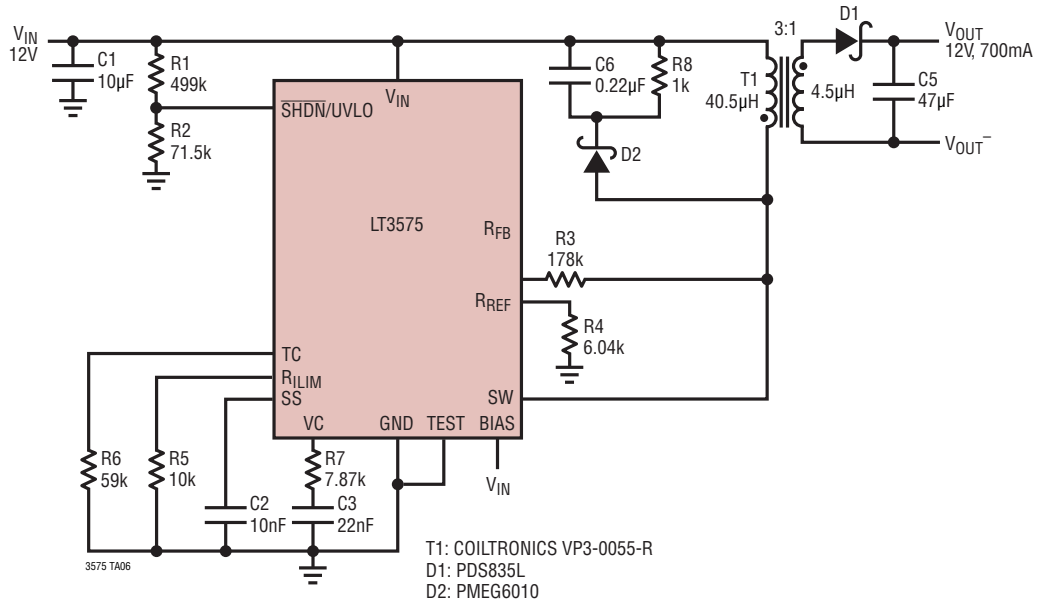 VIN
12V
C1
10µF
R1
499k
R2
71.5k
SHDN/UVLO
VIN
C6
0.22µF
R8
1k
D2
T1
40.5µH
3:1
4.5µH
D1
VOUT
12V, 700mA
C5
47µF
VOUT–
LT3575
RFB
R3
178k
RREF
R4
6.04k
TC
RILIM
SS
SW
VC
GND
TEST
BIAS
VIN
R6
59k
R5
10k
C2
10nF
R7
7.87k
C3
22nF
3575 TA06
T1: COILTRONICS VP3-0055-R
D1: PDS835L
D2: PMEG6010